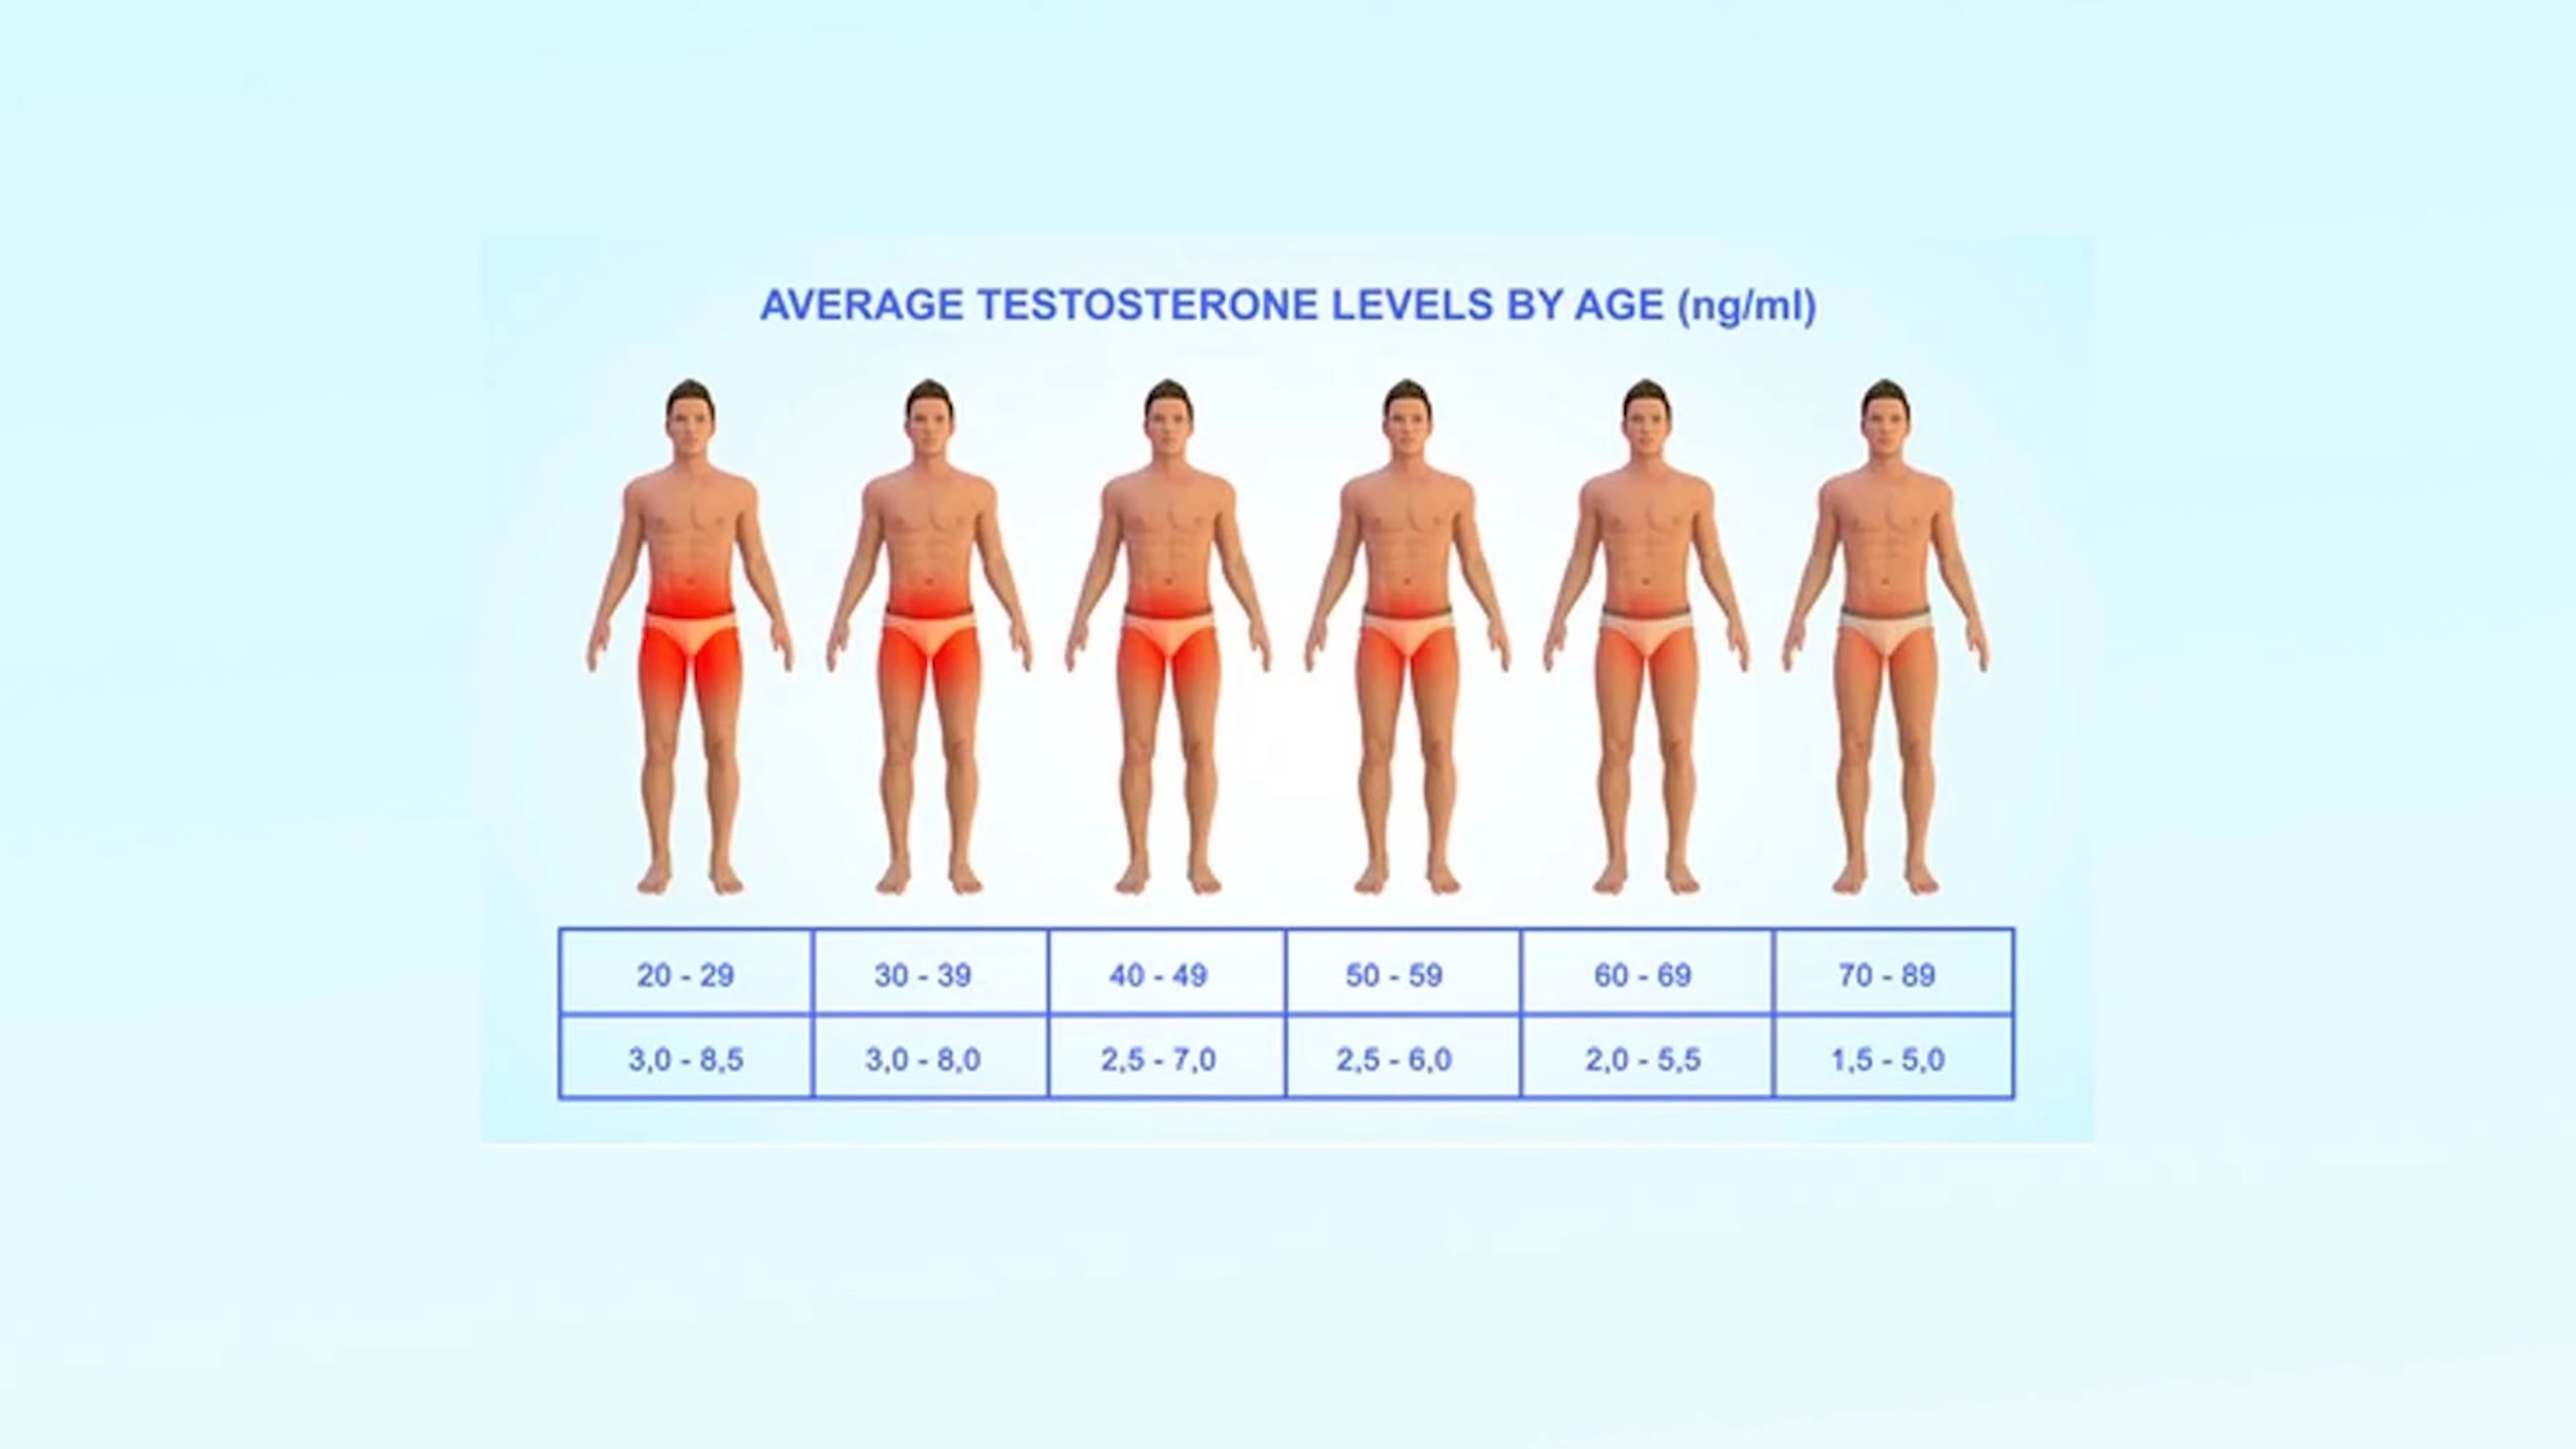 AVERAGE TESTOSTERONE LEVELS BY AGE (ng/ml)
20 - 29 30 - 39 40 - 49 50 - 59 60 - 69 70 - 89
3,0 - 8,5 3,0 - 8,0 2,5 - 7,0 2,5 - 6,0 2,0 - 5,5 1,5 - 5,0